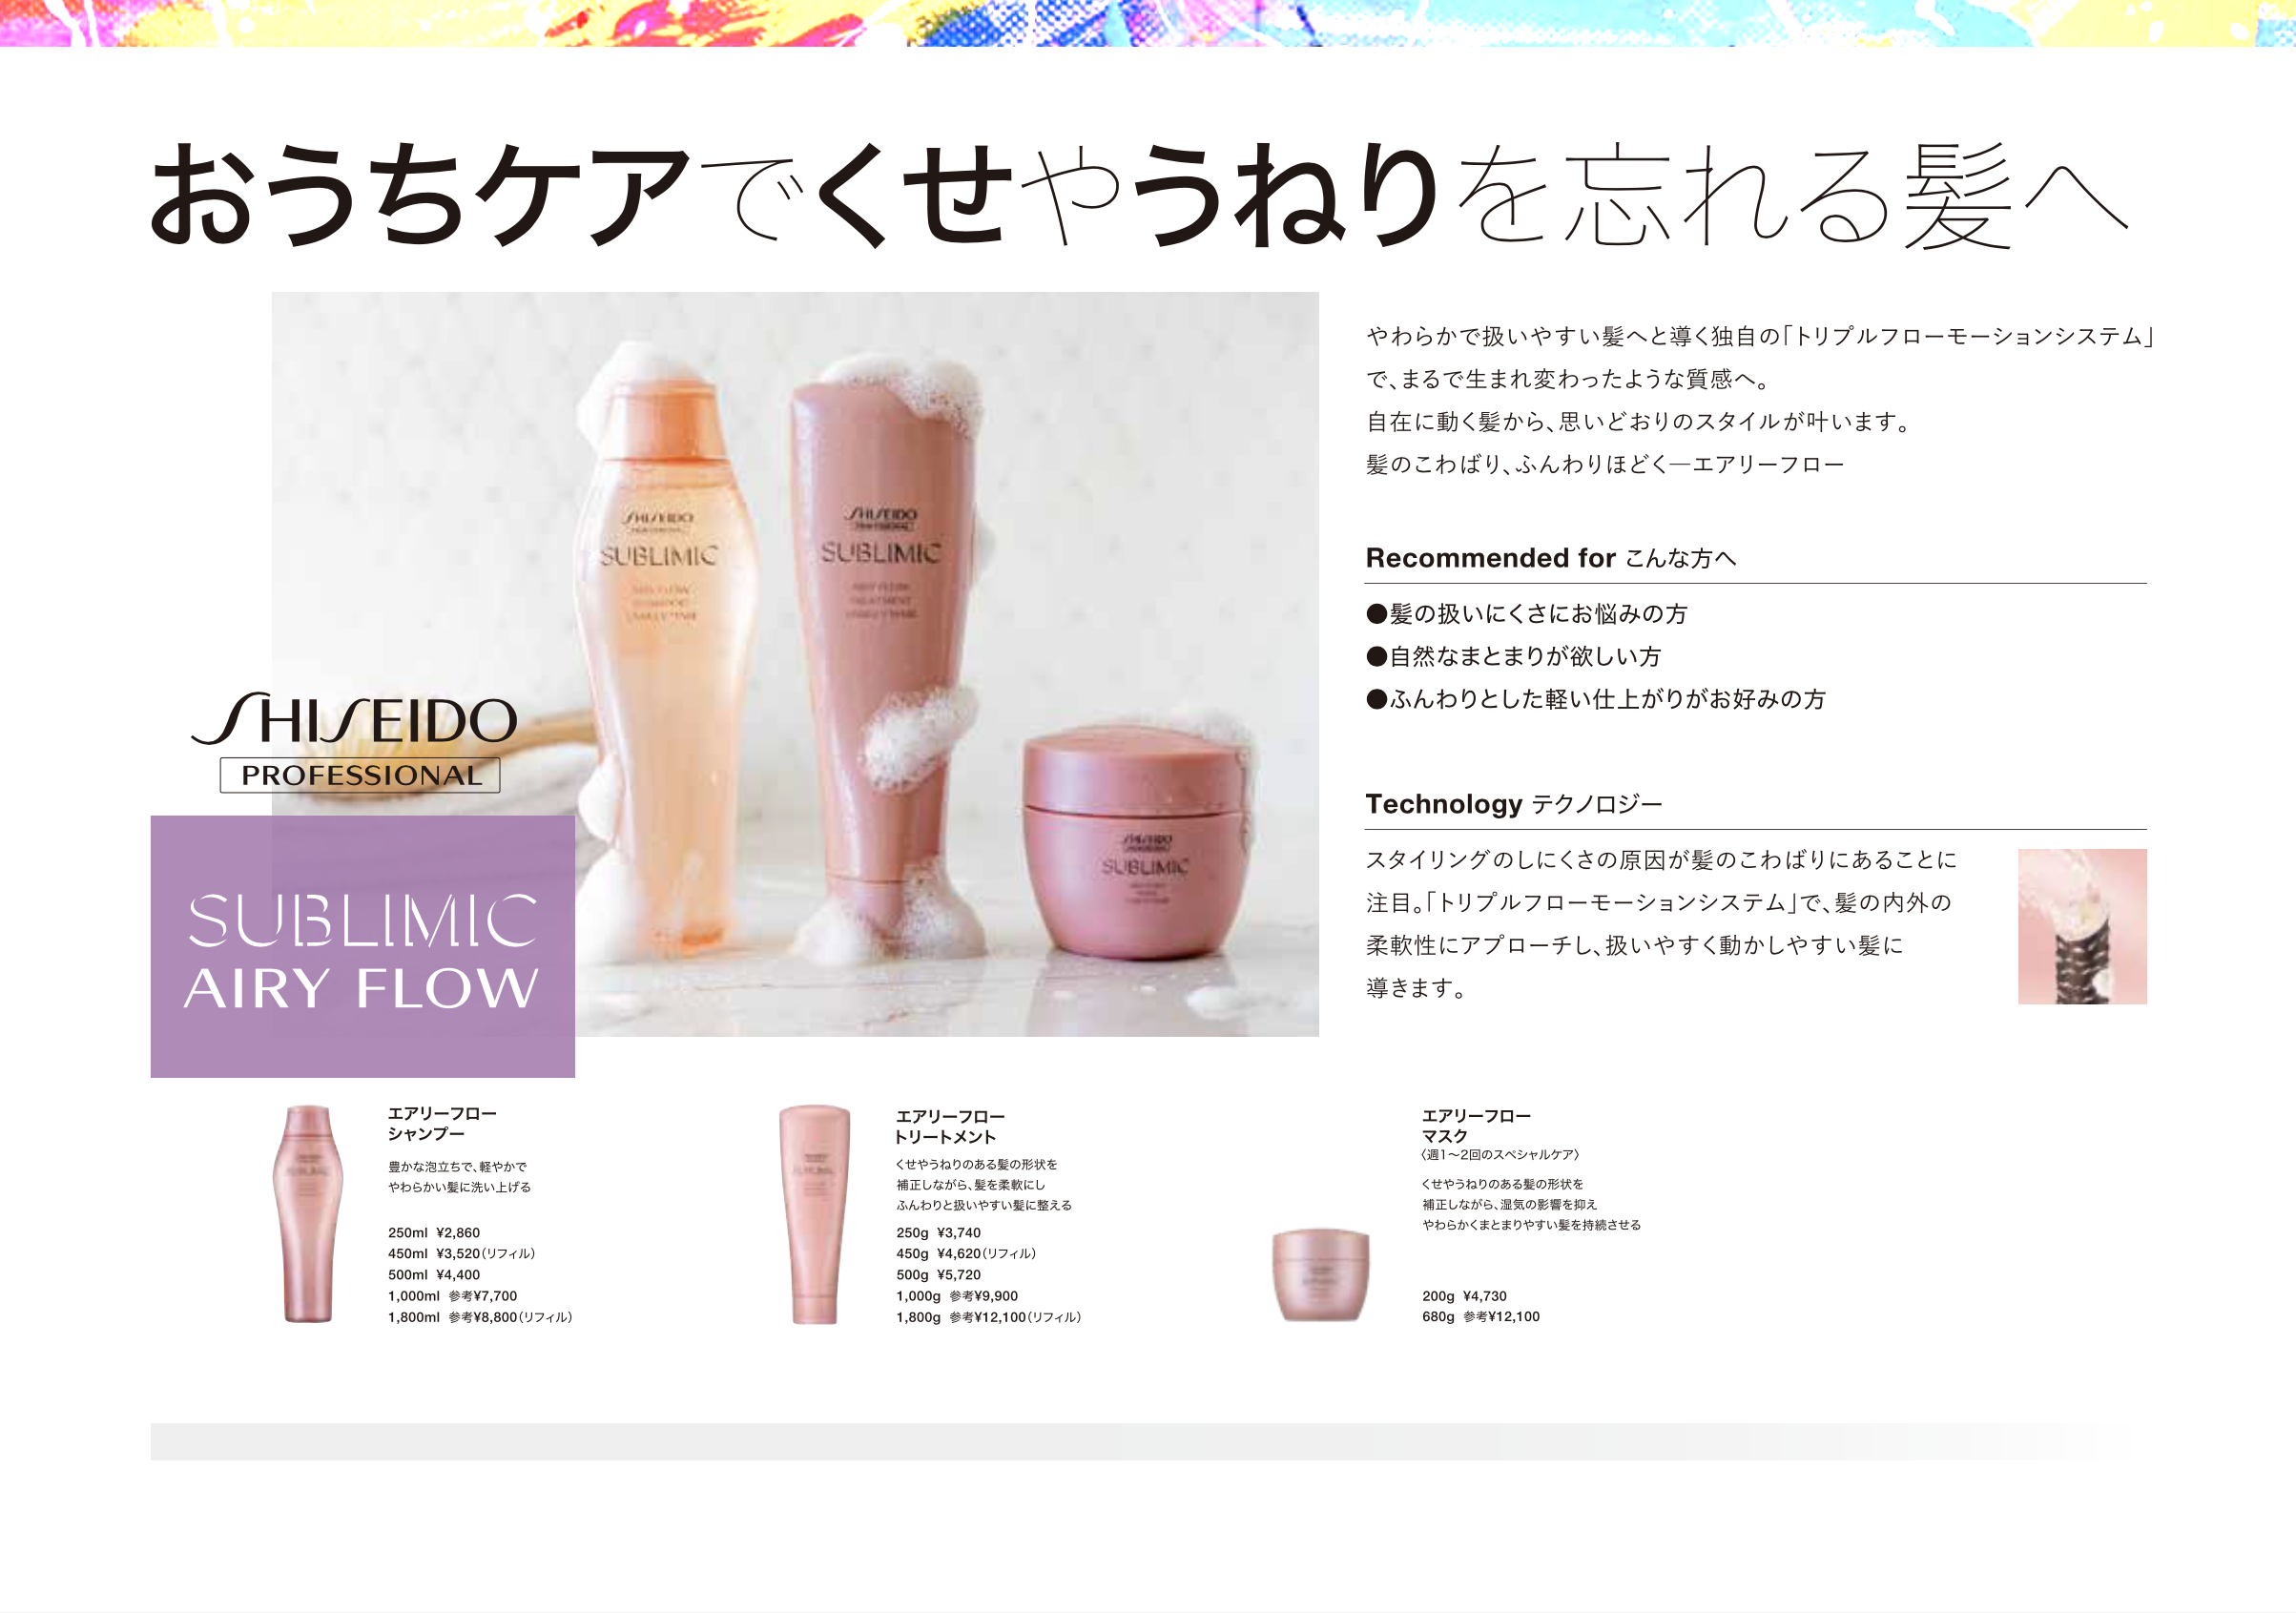 おうちケアでくせやうねりを忘れる髪へ
やわらかで扱いやすい髪へと導く独自の「トリプルフローモーションシステム」
で、まるで生まれ変わったような質感へ。
自在に動く髪から、思いどおりのスタイルが叶います。
髪のこわばり、ふんわりほどく―エアリーフロー
Recommended for こんな方へ
●髪の扱いにくさにお悩みの方
●自然なまとまりが欲しい方
●ふんわりとした軽い仕上がりがお好みの方
Technology テクノロジー
スタイリングのしにくさの原因が髪のこわばりにあることに
注目。「トリプルフローモーションシステム」で、髪の内外の
柔軟性にアプローチし、扱いやすく動かしやすい髪に
導きます。
SHISEIDO
SUBLIMIC
SHISEIDO
PROFESSIONAL
SUBLIMIC
SHISEIDO
SUBLIMIC
SHISEIDO
PROFESSIONAL
SUBLIMIC
AIRY FLOW
エアリーフロー
シャンプー
豊かな泡立ちで、軽やかで
やわらかい髪に洗い上げる
250ml ¥2,860
450ml ¥3,520(リフィル)
500ml ¥4,400
1,000ml 参考¥7,700
1,800ml 参考¥8,800(リフィル)
エアリーフロー
トリートメント
くせやうねりのある髪の形状を
補正しながら、髪を柔軟にし
ふんわりと扱いやすい髪に整える
250g ¥3,740
450g ¥4,620(リフィル)
500g ¥5,720
1,000g 参考¥9,900
1,800g 参考¥12,100(リフィル)
エアリーフロー
マスク
〈週1〜2回のスペシャルケア〉
くせやうねりのある髪の形状を
補正しながら、湿気の影響を抑え
やわらかくまとまりやすい髪を持続させる
200g ¥4,730
680g 参考¥12,100